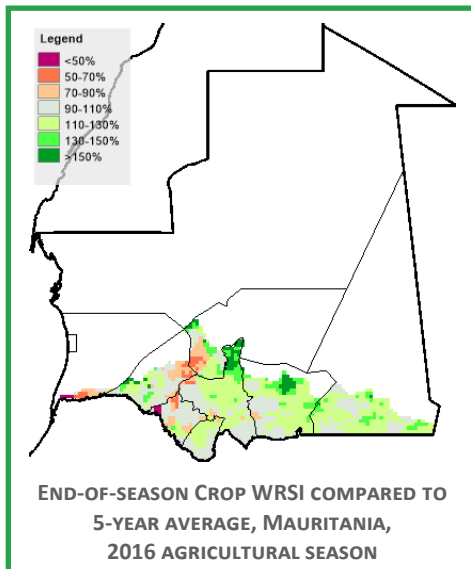 Legend
<50%
50-70%
70-90%
90-110%
110-130%
130-150%
>150%
END-OF-SEASON CROP WRSI COMPARED TO
5-YEAR AVERAGE, MAURITANIA,
2016 AGRICULTURAL SEASON